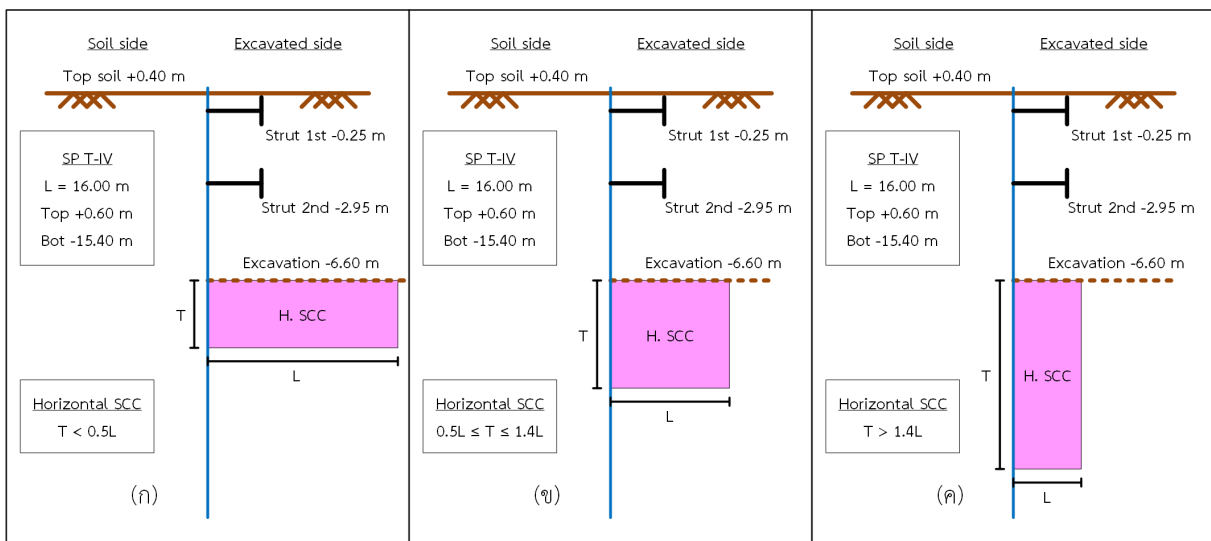 Soil side
Excavated side
Top soil +0.40 m
Strut 1st -0.25 m
SP T-IV
L = 16.00 m
Top +0.60 m
Bot -15.40 m
Strut 2nd -2.95 m
Excavation -6.60 m
T
H. SCC
L
Horizontal SCC
T < 0.5L
(ก)
Soil side
Excavated side
Top soil +0.40 m
Strut 1st -0.25 m
SP T-IV
L = 16.00 m
Top +0.60 m
Bot -15.40 m
Strut 2nd -2.95 m
Excavation -6.60 m
T
H. SCC
L
Horizontal SCC
0.5L ≤ T ≤ 1.4L
(ข)
Soil side
Excavated side
Top soil +0.40 m
Strut 1st -0.25 m
SP T-IV
L = 16.00 m
Top +0.60 m
Bot -15.40 m
Strut 2nd -2.95 m
Excavation -6.60 m
T
H. SCC
L
Horizontal SCC
T > 1.4L
(ค)